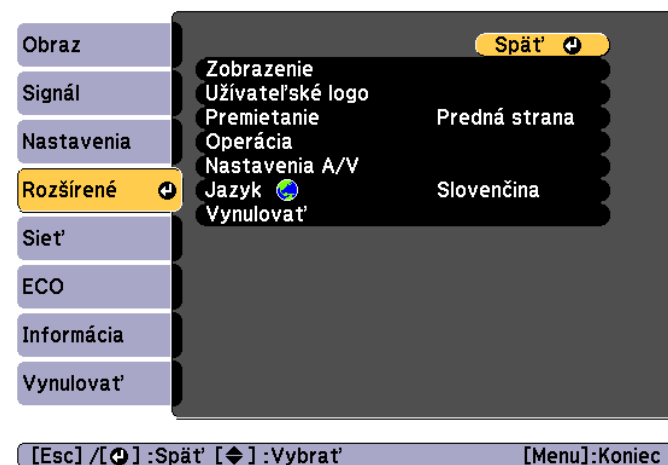 Obraz
Signál
Nastavenia
Rozšírené
Sieť
ECO
Informácia
Vynulovať
Späť
Zobrazenie
Užívateľské logo
Premietanie Predná strana
Operácia
Nastavenia A/V
Jazyk Slovenčina
Vynulovať
[Esc] /[ ] :Späť [ ] :Vybrať [Menu]:Koniec